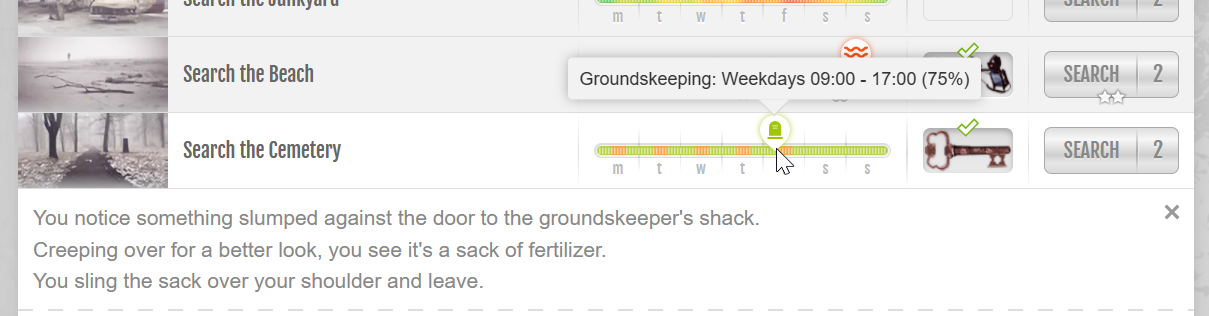 Search the Junkyard
m t w t f s s
SEARCH 2
Search the Beach
Groundskeeping: Weekdays 09:00 - 17:00 (75%)
SEARCH 2
Search the Cemetery
m t w t s s
SEARCH 2
You notice something slumped against the door to the groundskeeper's shack.
Creeping over for a better look, you see it's a sack of fertilizer.
You sling the sack over your shoulder and leave.